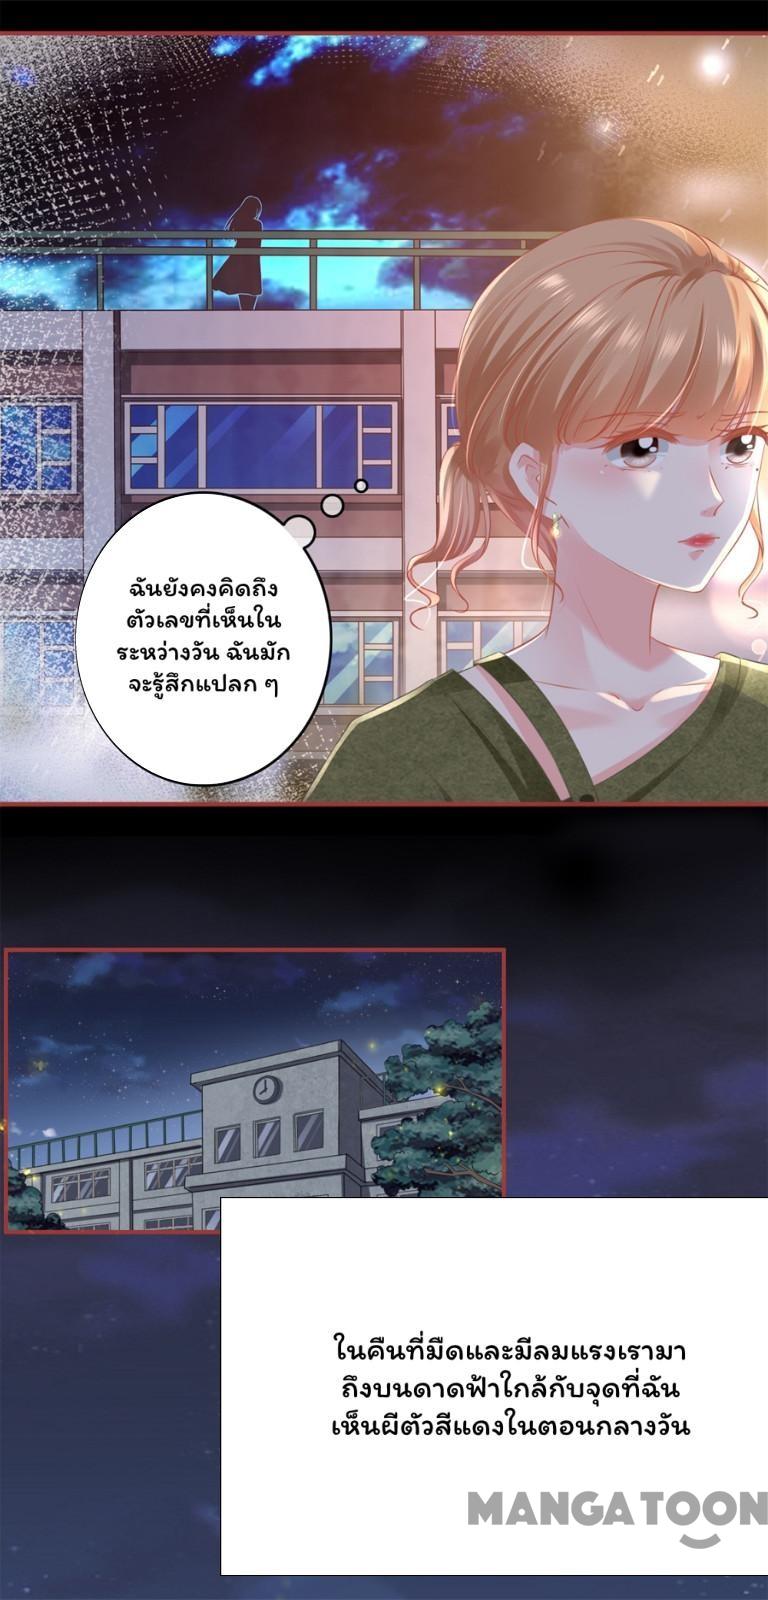 ฉันยังคงคิดถึง
ตัวเลขที่เห็นใน
ระหว่างวัน ฉันมัก
จะรู้สึกแปลก ๆ
ในคืนที่มืดและมีลมแรงเรามา
ถึงบนดาดฟ้าใกล้กับจุดที่ฉัน
เห็นผีตัวสีแดงในตอนกลางวัน
MANGATOON